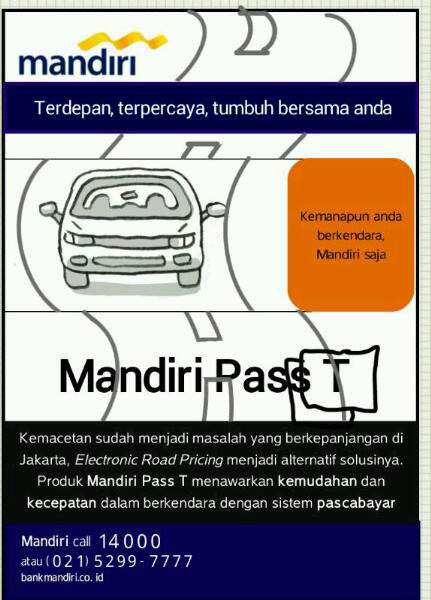 mandiri
Terdepan, terpercaya, tumbuh bersama anda
Kemanapun anda
berkendara,
Mandiri saja
Mandiri Pass T
Kemacetan sudah menjadi masalah yang berkepanjangan di
Jakarta, Electronic Road Pricing menjadi alternatif solusinya.
Produk Mandiri Pass T menawarkan kemudahan dan
kecepatan dalam berkendara dengan sistem pascabayar
Mandiri call 14000
atau (021) 5299-7777
bankmandiri.co.id